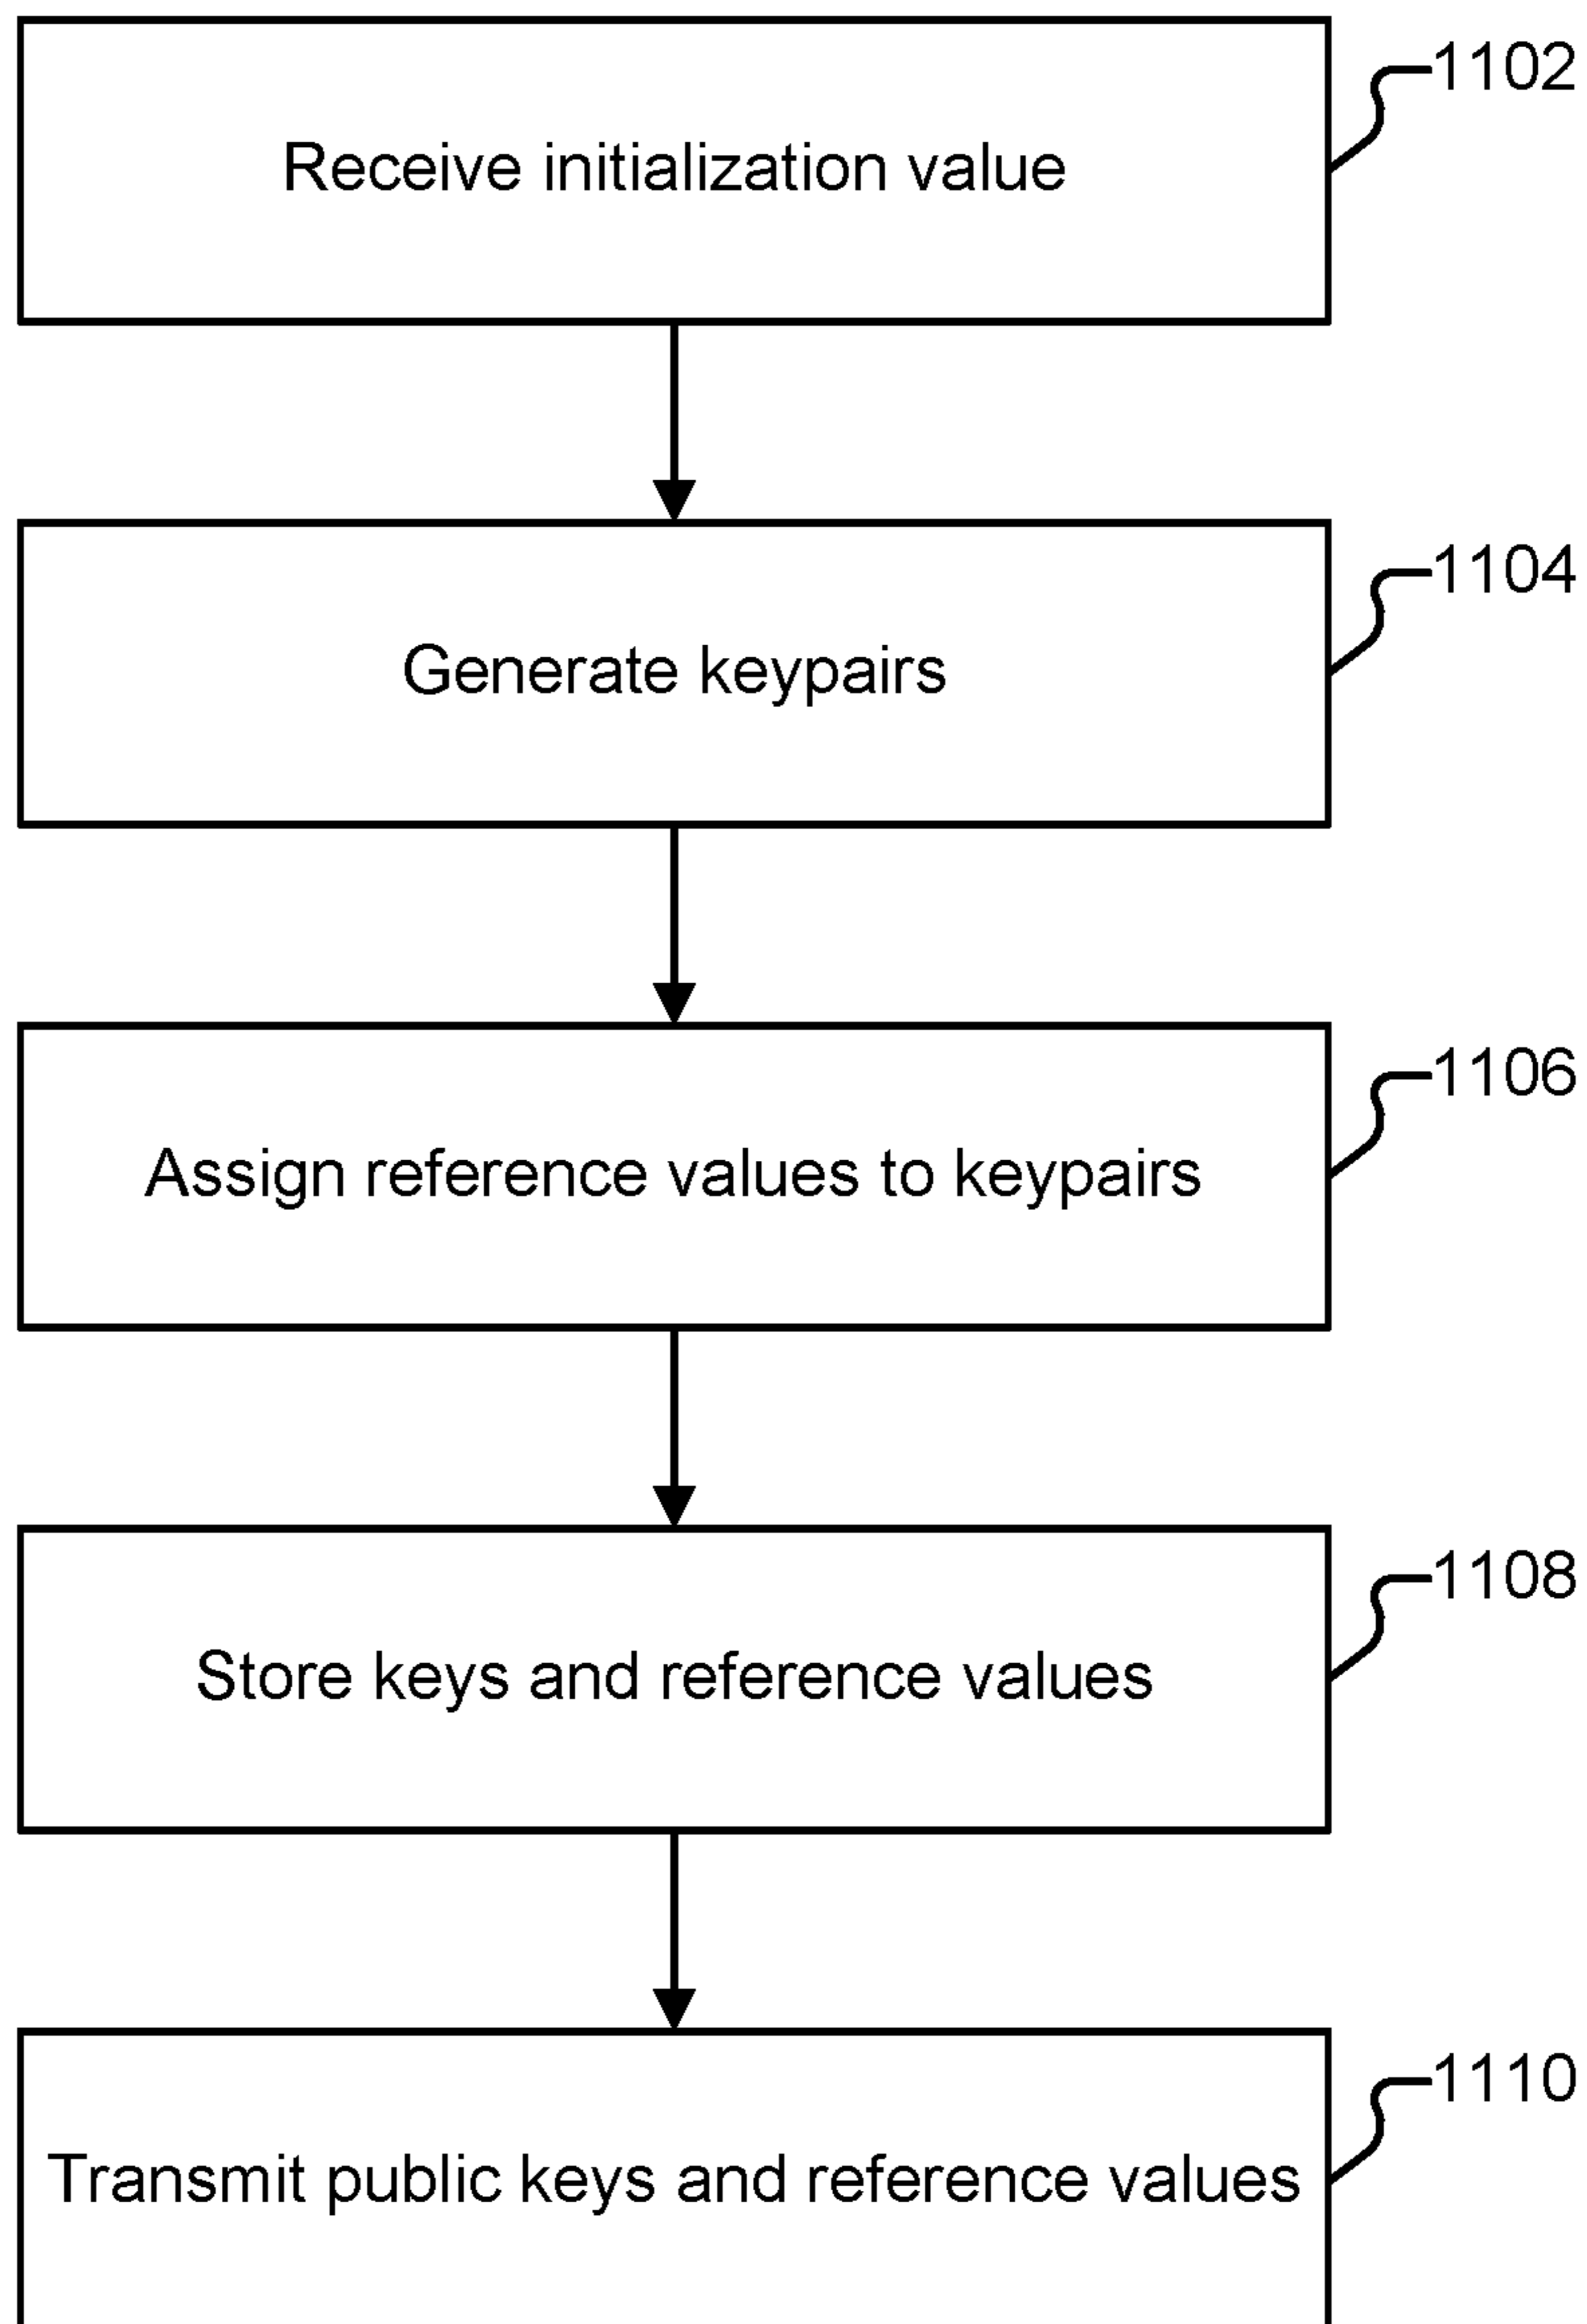 1102
Receive initialization value
1104
Generate keypairs
1106
Assign reference values to keypairs
1108
Store keys and reference values
1110
Transmit public keys and reference values